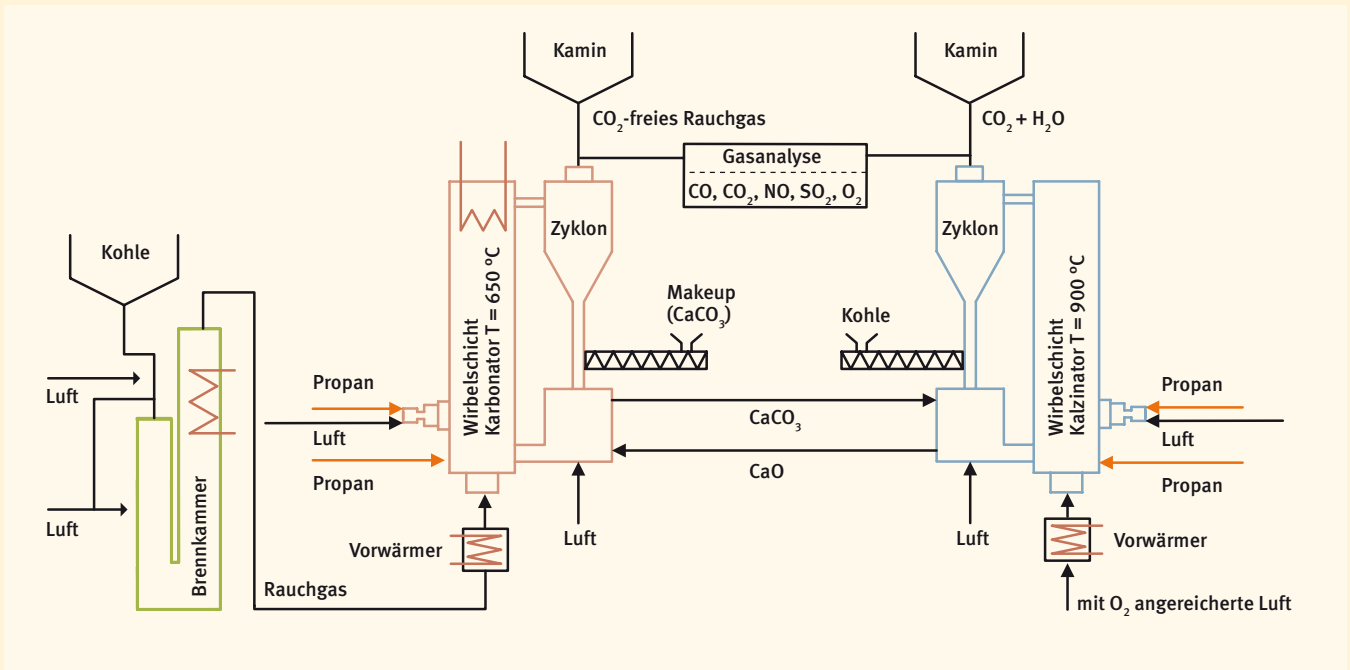 Kamin
Kamin
CO₂-freies Rauchgas
CO₂ + H₂O
Gasanalyse
CO, CO₂, NO, SO₂, O₂
Kohle
Zyklon
Zyklon
Wirbelschicht
Karbonator T = 650 °C
Makeup
(CaCO₃)
Kohle
Wirbelschicht
Kalzinator T = 900 °C
Luft
Propan
Luft
Propan
CaCO₃
CaO
Propan
Luft
Propan
Luft
Brennkammer
Rauchgas
Vorwärmer
Luft
Luft
Vorwärmer
mit O₂ angereicherte Luft